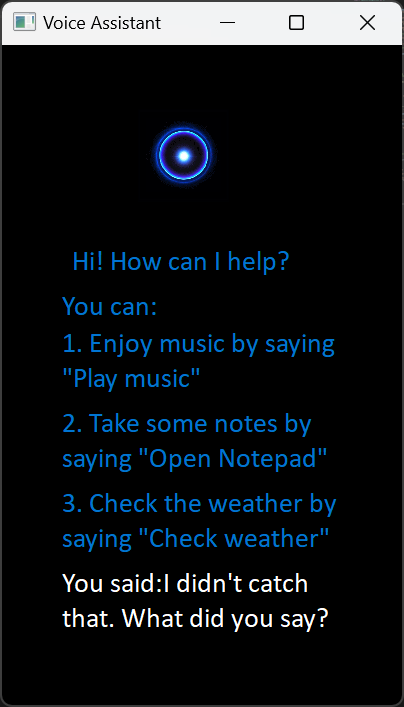 Voice Assistant
Hi! How can I help?
You can:
1. Enjoy music by saying
"Play music"
2. Take some notes by
saying "Open Notepad"
3. Check the weather by
saying "Check weather"
You said:I didn't catch
that. What did you say?